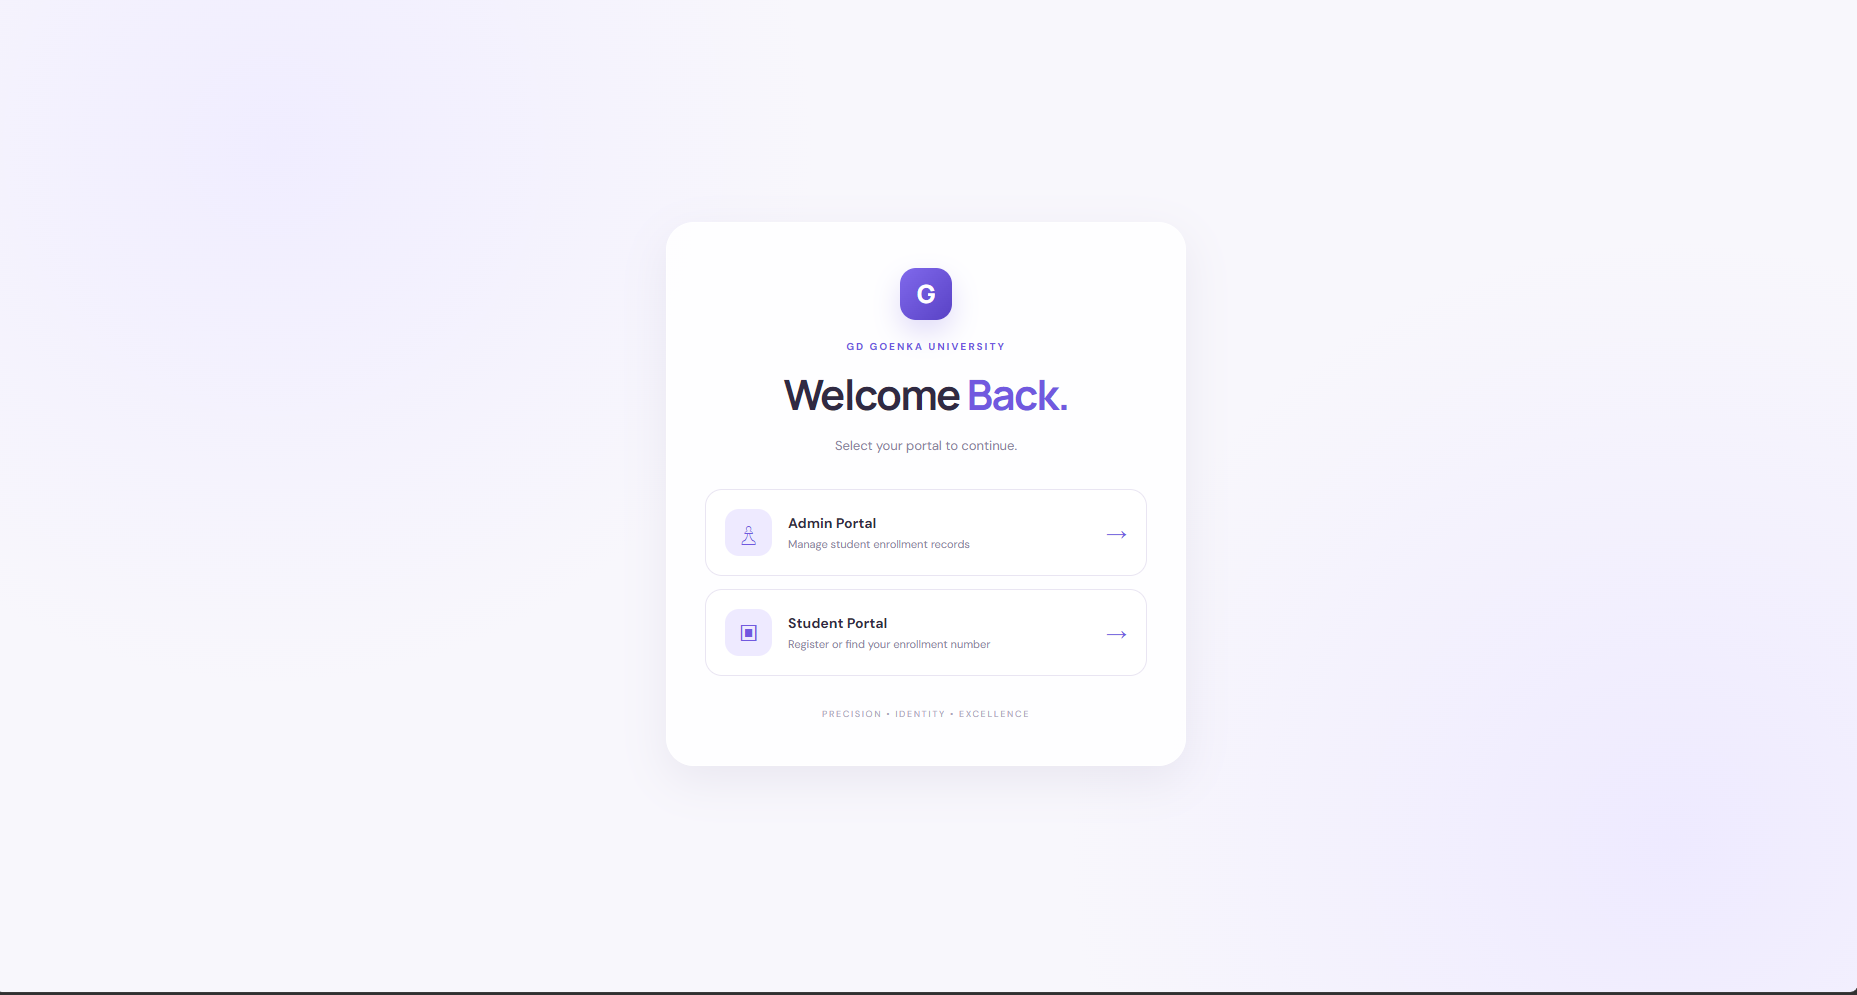 G
GD GOENKA UNIVERSITY
Welcome Back.
Select your portal to continue.
Admin Portal
Manage student enrollment records
→
Student Portal
Register or find your enrollment number
→
PRECISION • IDENTITY • EXCELLENCE